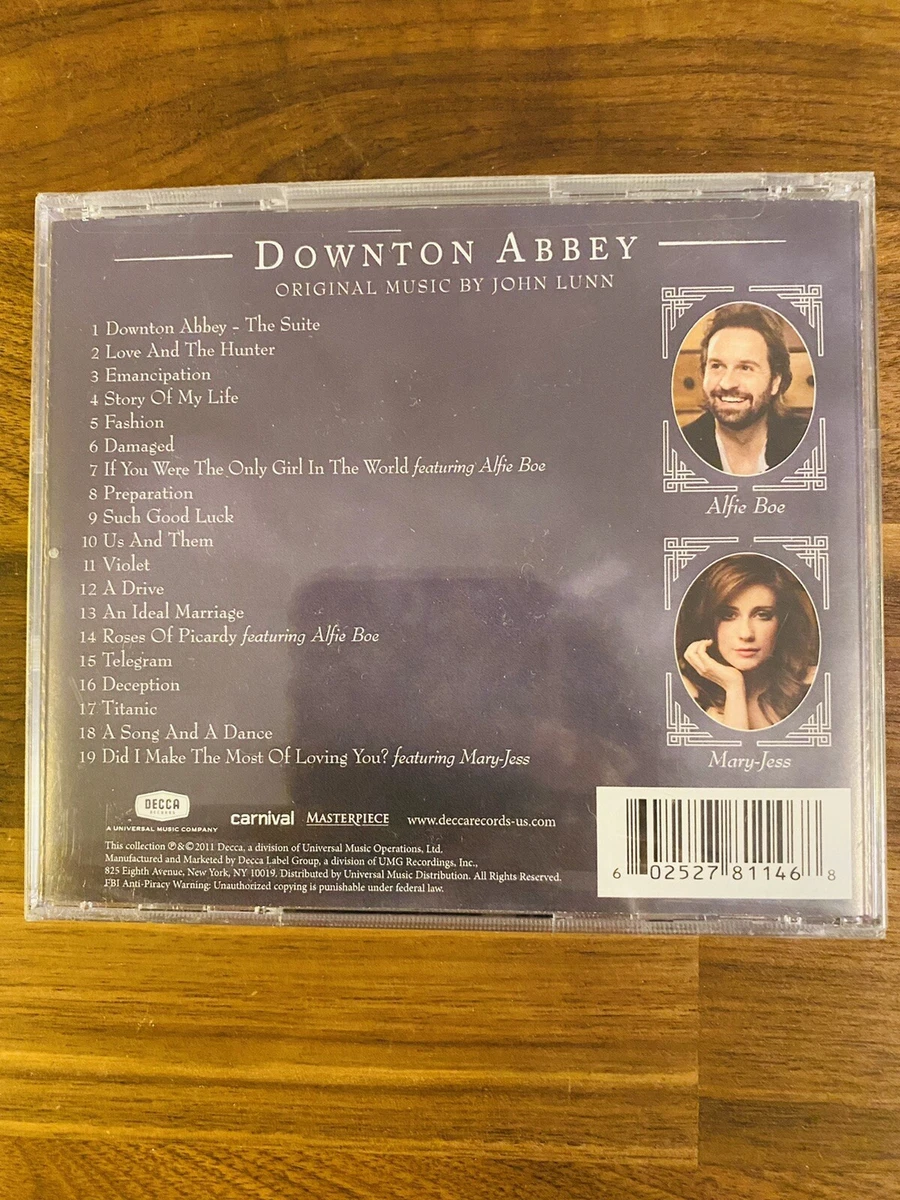 DOWNTON ABBEY
ORIGINAL MUSIC BY JOHN LUNN
1 Downton Abbey - The Suite
2 Love And The Hunter
3 Emancipation
4 Story Of My Life
5 Fashion
6 Damaged
7 If You Were The Only Girl In The World featuring Alfie Boe
8 Preparation
9 Such Good Luck
10 Us And Them
11 Violet
12 A Drive
13 An Ideal Marriage
14 Roses Of Picardy featuring Alfie Boe
15 Telegram
16 Deception
17 Titanic
18 A Song And A Dance
19 Did I Make The Most Of Loving You? featuring Mary-Jess
Alfie Boe
Mary-Jess
DECCA
RECORDS
A UNIVERSAL MUSIC COMPANY
carnival
MASTERPIECE
www.deccarecords-us.com
This collection ℗&©2011 Decca, a division of Universal Music Operations, Ltd.
Manufactured and Marketed by Decca Label Group, a division of UMG Recordings, Inc.,
825 Eighth Avenue, New York, NY 10019. Distributed by Universal Music Distribution. All Rights Reserved.
FBI Anti-Piracy Warning: Unauthorized copying is punishable under federal law.
6 02527 81146 8